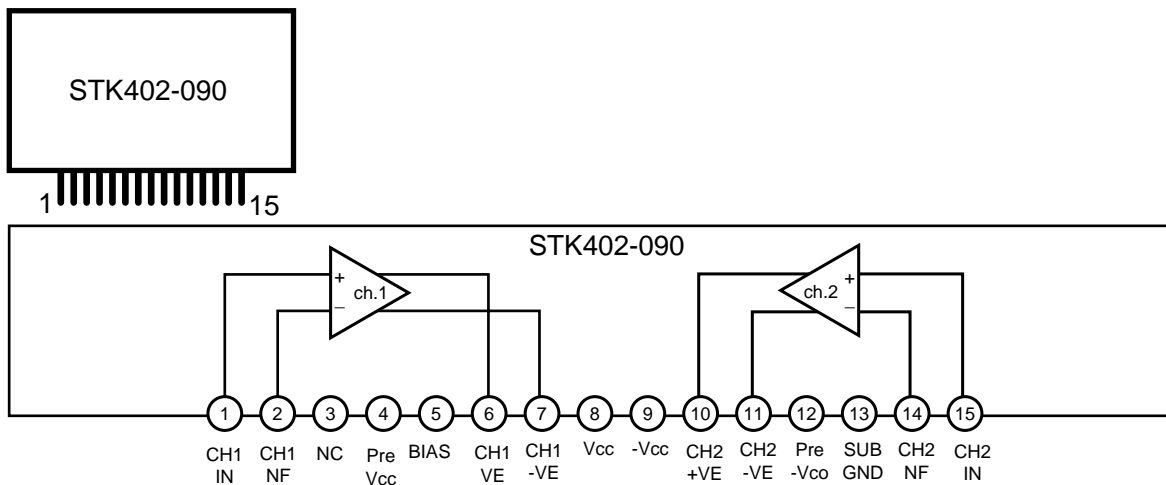 STK402-090
1 15
STK402-090
+ ch.1 −
ch.2 + −
1 2 3 4 5 6 7 8 9 10 11 12 13 14 15
CH1 IN
CH1 NF
NC
Pre Vcc
BIAS
CH1 VE
CH1 -VE
Vcc
-Vcc
CH2 +VE
CH2 -VE
Pre -Vco
SUB GND
CH2 NF
CH2 IN